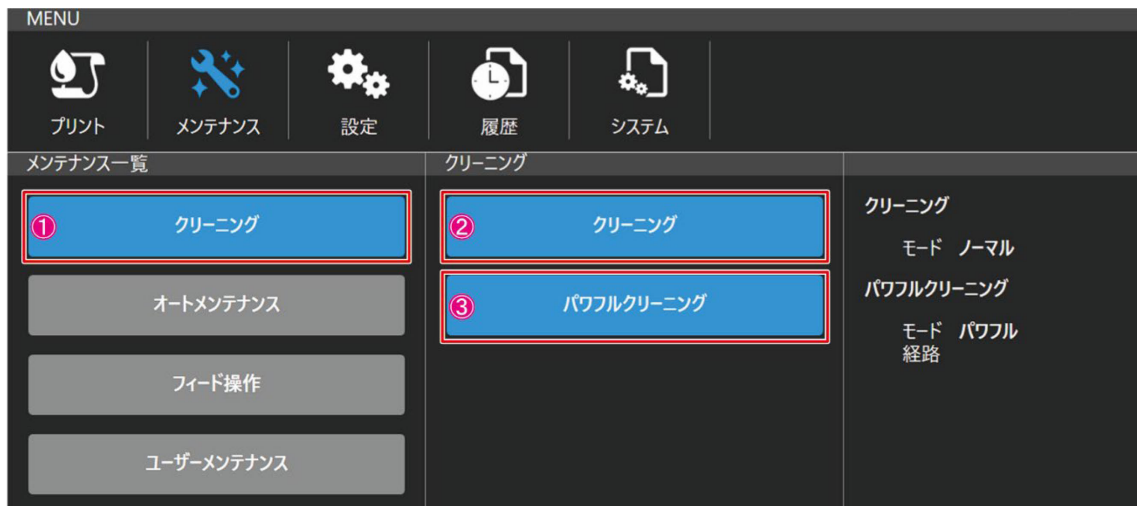 MENU
プリント
メンテナンス
設定
履歴
システム
メンテナンス一覧
① クリーニング
オートメンテナンス
フィード操作
ユーザーメンテナンス
クリーニング
② クリーニング
③ パワフルクリーニング
クリーニング
モード ノーマル
パワフルクリーニング
モード パワフル
経路